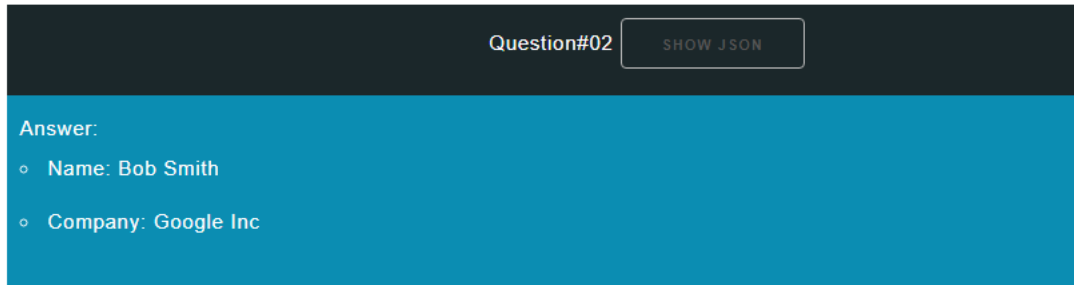 Question#02 SHOW JSON
Answer:
Name: Bob Smith
Company: Google Inc